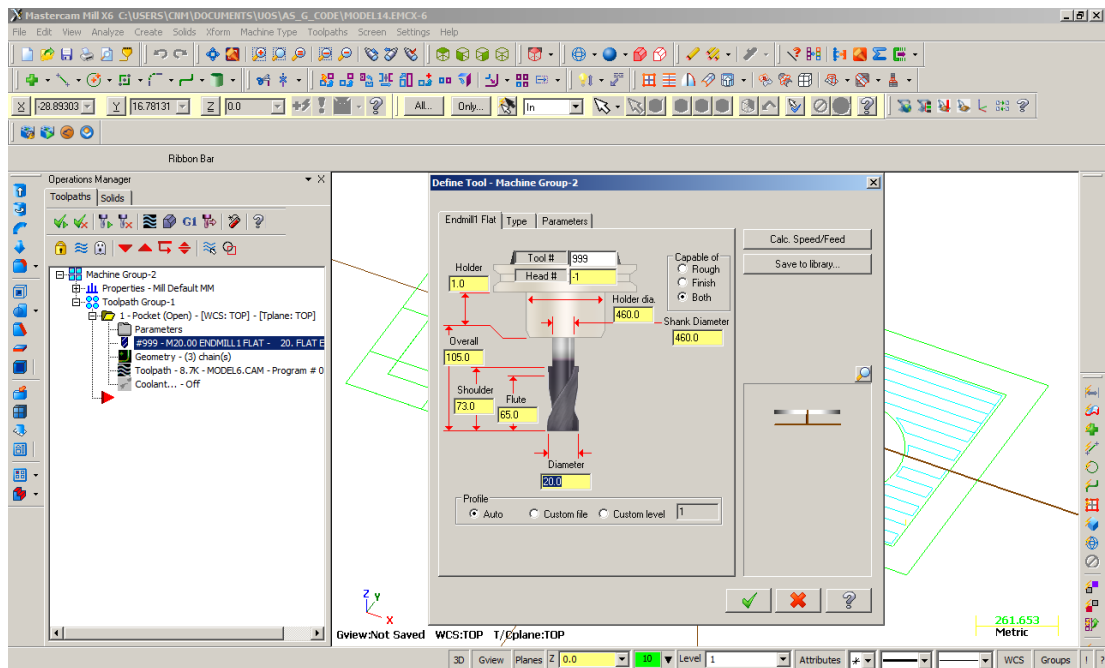 Mastercam Mill X6 C:\USERS\CNM\DOCUMENTS\UOS\AS_G_CODE\MODEL14.EMCX-6
File Edit View Analyze Create Solids Xform Machine Type Toolpaths Screen Settings Help
X -28.89303 Y 16.78131 Z 0.0 All... Only... In
Ribbon Bar
Operations Manager
Toolpaths Solids
G1
Machine Group-2
Properties - Mill Default MM
Toolpath Group-1
1 - Pocket (Open) - [WCS: TOP] - [Tplane: TOP]
Parameters
#999 - M20.00 ENDMILL1 FLAT - 20. FLAT E
Geometry - (3) chain(s)
Toolpath - 8.7K - MODEL6.CAM - Program # 0
Coolant... - Off
Define Tool - Machine Group-2
Endmill1 Flat Type Parameters
Calc. Speed/Feed
Save to library...
Tool # 999
Head # -1
Holder
1.0
Capable of
Rough
Finish
Both
Holder dia.
460.0
Shank Diameter
460.0
Overall
105.0
Shoulder
73.0
Flute
65.0
Diameter
20.0
Profile
Auto Custom file Custom level 1
Z Y
X
Gview:Not Saved WCS:TOP T/Cplane:TOP
261.653
Metric
3D Gview Planes Z 0.0 10 Level 1 Attributes WCS Groups ! ?